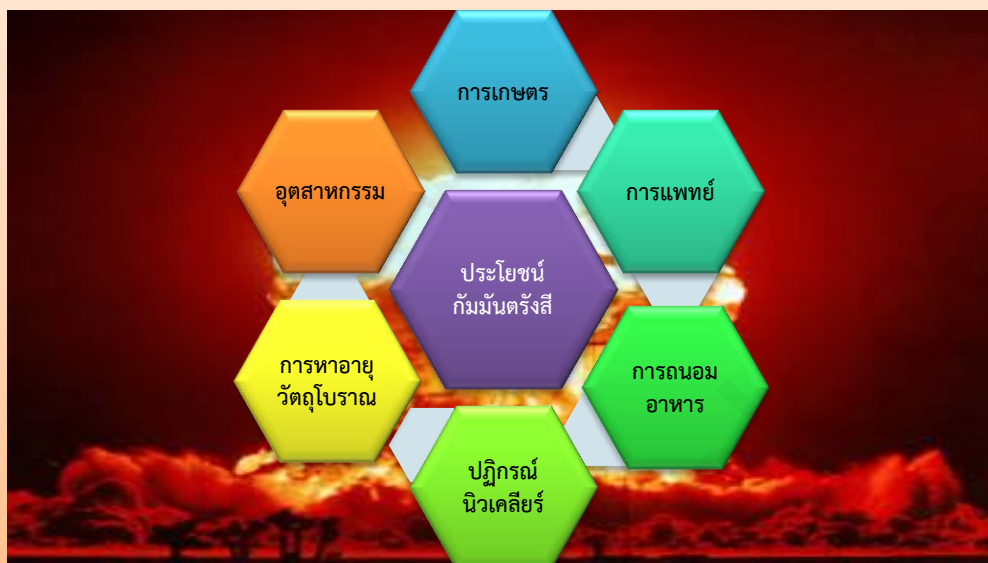 การเกษตร
การแพทย์
การถนอม
อาหาร
ปฏิกรณ์
นิวเคลียร์
การหาอายุ
วัตถุโบราณ
อุตสาหกรรม
ประโยชน์
กัมมันตรังสี